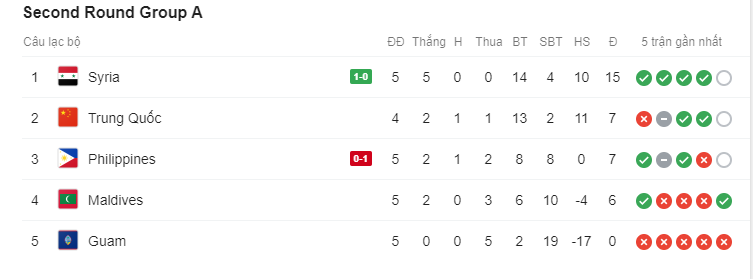 Second Round Group A
Câu lạc bộ ĐĐ Thắng H Thua BT SBT HS Đ 5 trận gần nhất
1 Syria 1-0 5 5 0 0 14 4 10 15
2 Trung Quốc 4 2 1 1 13 2 11 7
3 Philippines 0-1 5 2 1 2 8 8 0 7
4 Maldives 5 2 0 3 6 10 -4 6
5 Guam 5 0 0 5 2 19 -17 0